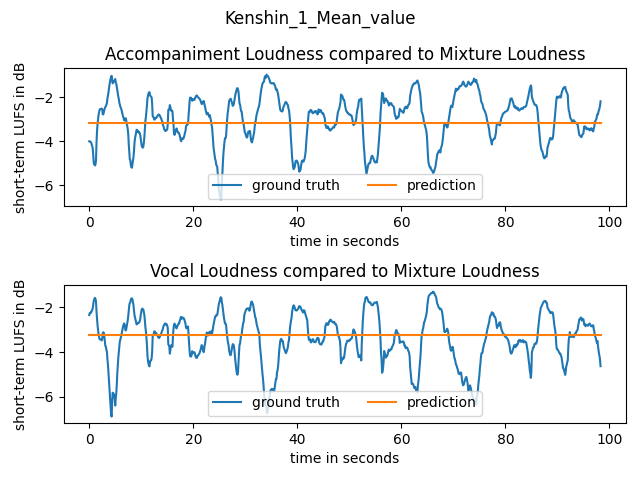 Kenshin_1_Mean_value
Accompaniment Loudness compared to Mixture Loudness
short-term LUFS in dB
−2
−4
−6
ground truth prediction
0 20 40 60 80 100
time in seconds
Vocal Loudness compared to Mixture Loudness
short-term LUFS in dB
−2
−4
−6
ground truth prediction
0 20 40 60 80 100
time in seconds